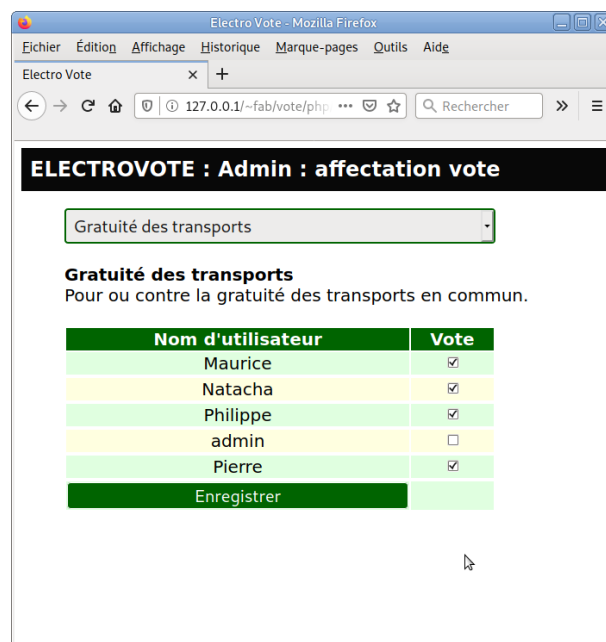 Electro Vote - Mozilla Firefox
Fichier Édition Affichage Historique Marque-pages Outils Aide
Electro Vote
127.0.0.1/~fab/vote/php
Rechercher
ELECTROVOTE : Admin : affectation vote
Gratuité des transports
Gratuité des transports
Pour ou contre la gratuité des transports en commun.
Nom d'utilisateur Vote
Maurice
Natacha
Philippe
admin
Pierre
Enregistrer